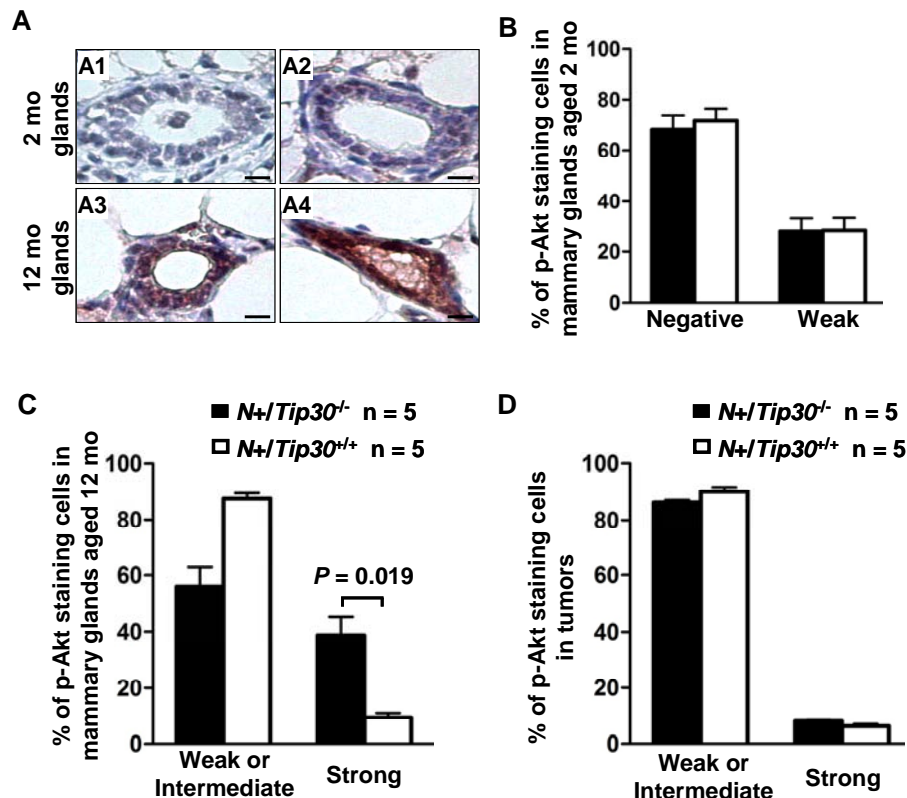 A
A1
A2
2 mo
glands
A3
A4
12 mo
glands
B
% of p-Akt staining cells in
mammary glands aged 2 mo
100
80
60
40
20
0
Negative
Weak
C
N+/Tip30-/- n = 5
N+/Tip30+/+ n = 5
% of p-Akt staining cells in
mammary glands aged 12 mo
100
80
60
40
20
0
P = 0.019
Weak or
Intermediate
Strong
D
N+/Tip30-/- n = 5
N+/Tip30+/+ n = 5
% of p-Akt staining cells
in tumors
100
80
60
40
20
0
Weak or
Intermediate
Strong